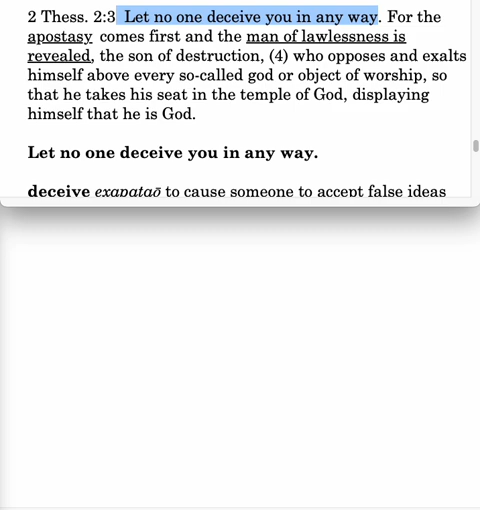 2 Thess. 2:3 Let no one deceive you in any way. For the
apostasy comes first and the man of lawlessness is
revealed, the son of destruction, (4) who opposes and exalts
himself above every so-called god or object of worship, so
that he takes his seat in the temple of God, displaying
himself that he is God.
Let no one deceive you in any way.
deceive exapataō to cause someone to accept false ideas